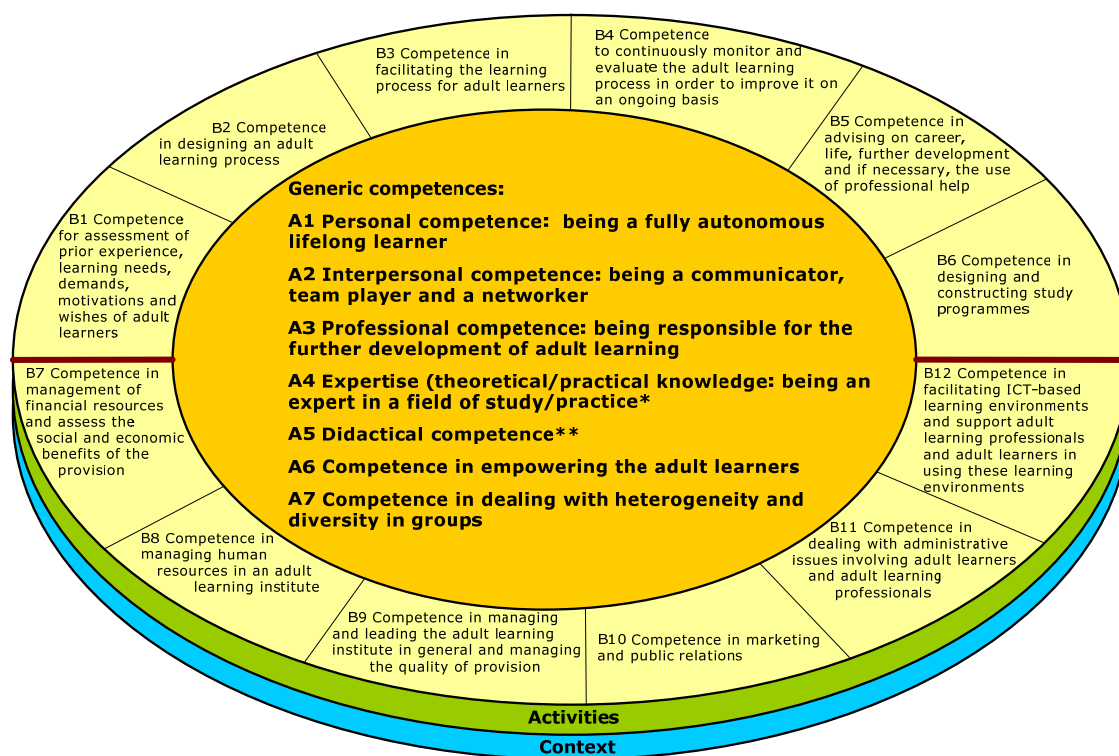 B4 Competence
to continuously monitor and
evaluate the adult learning
process in order to improve it on
an ongoing basis
B3 Competence in
facilitating the learning
process for adult learners
B2 Competence
in designing an adult
learning process
B5 Competence in
advising on career,
life, further development
and if necessary, the use
of professional help
B1 Competence
for assessment of
prior experience,
learning needs,
demands,
motivations and
wishes of adult
learners
B6 Competence in
designing and
constructing study
programmes
Generic competences:
A1 Personal competence:  being a fully autonomous
lifelong learner
A2 Interpersonal competence: being a communicator,
team player and a networker
A3 Professional competence: being responsible for the
further development of adult learning
A4 Expertise (theoretical/practical knowledge: being an
expert in a field of study/practice*
A5 Didactical competence**
A6 Competence in empowering the adult learners
A7 Competence in dealing with heterogeneity and
diversity in groups
B7 Competence in
management of
financial resources
and assess the
social and economic
benefits of the
provision
B12 Competence in
facilitating ICT-based
learning environments
and support adult
learning professionals
and adult learners in
using these learning
environments
B8 Competence in
managing human
resources in an adult
learning institute
B11 Competence in
dealing with administrative
issues involving adult learners
and adult learning
professionals
B9 Competence in managing
and leading the adult learning
institute in general and managing
the quality of provision
B10 Competence in marketing
and public relations
Activities
Context